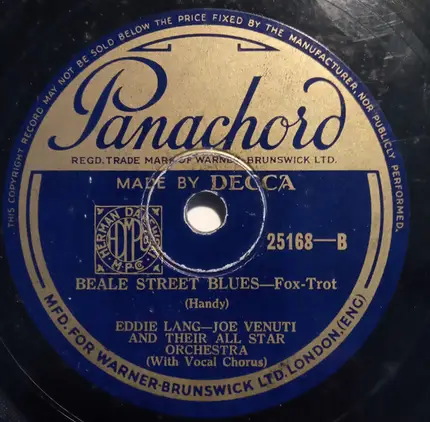 THIS COPYRIGHT RECORD MAY NOT BE SOLD BELOW THE PRICE FIXED BY THE MANUFACTURER, NOR PUBLICLY PERFORMED.
Panachord
REGD. TRADE MARK OF WARNER-BRUNSWICK LTD.
MADE BY DECCA
HERMAN DAREWSKI
M.P.C.
25168—B
BEALE STREET BLUES—Fox-Trot
(Handy)
EDDIE LANG—JOE VENUTI
AND THEIR ALL STAR
ORCHESTRA
(With Vocal Chorus)
MFD. FOR WARNER-BRUNSWICK LTD. LONDON. (ENG)